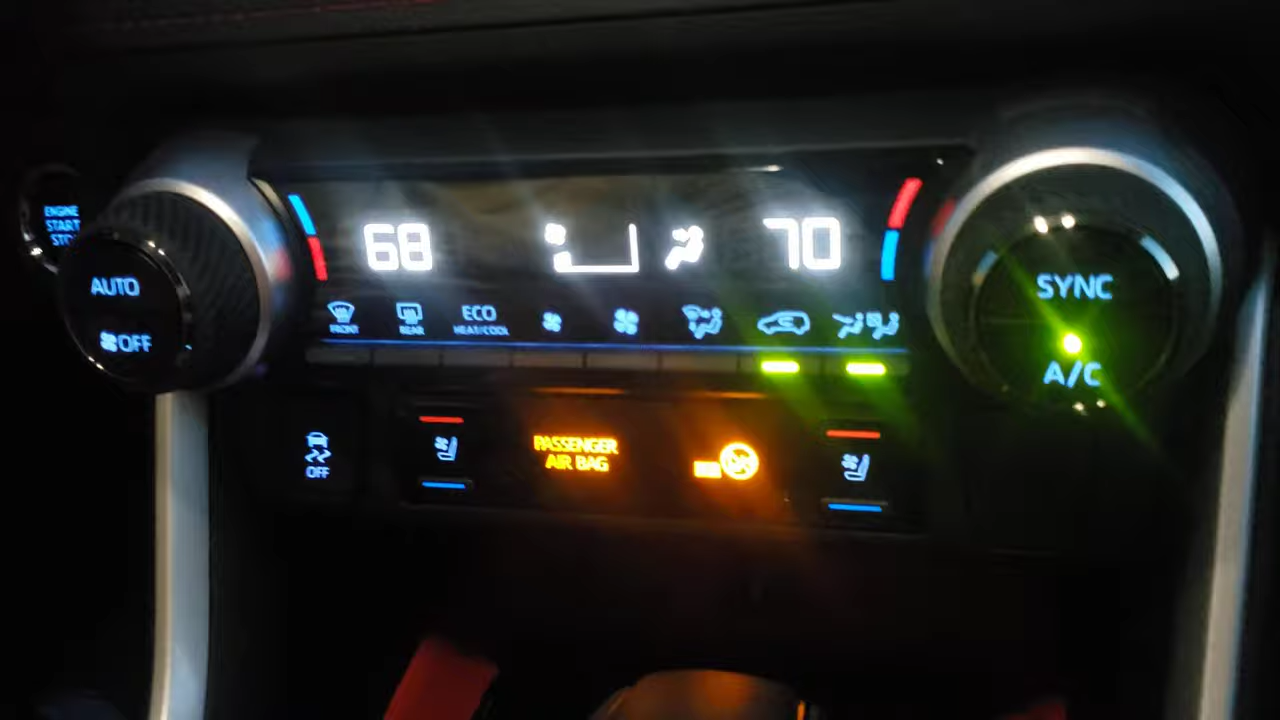 ENGINE
START
STOP
AUTO
OFF
68
70
FRONT
REAR
ECO
HEAT/COOL
SYNC
A/C
OFF
PASSENGER
AIR BAG